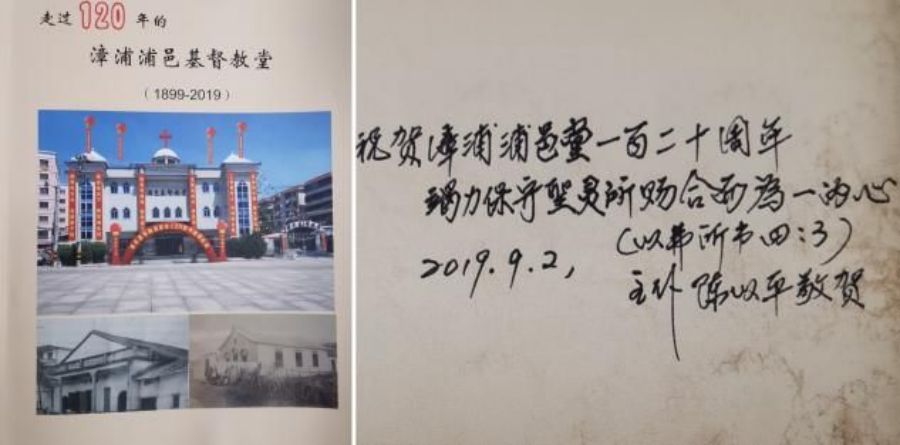 走过120年的
漳浦浦邑基督教堂
（1899-2019）
祝贺漳浦浦邑堂一百二十周年
竭力保守圣灵所赐合而为一的心
（以弗所书四:3）
2019.9.2,
主仆 陈以平敬贺